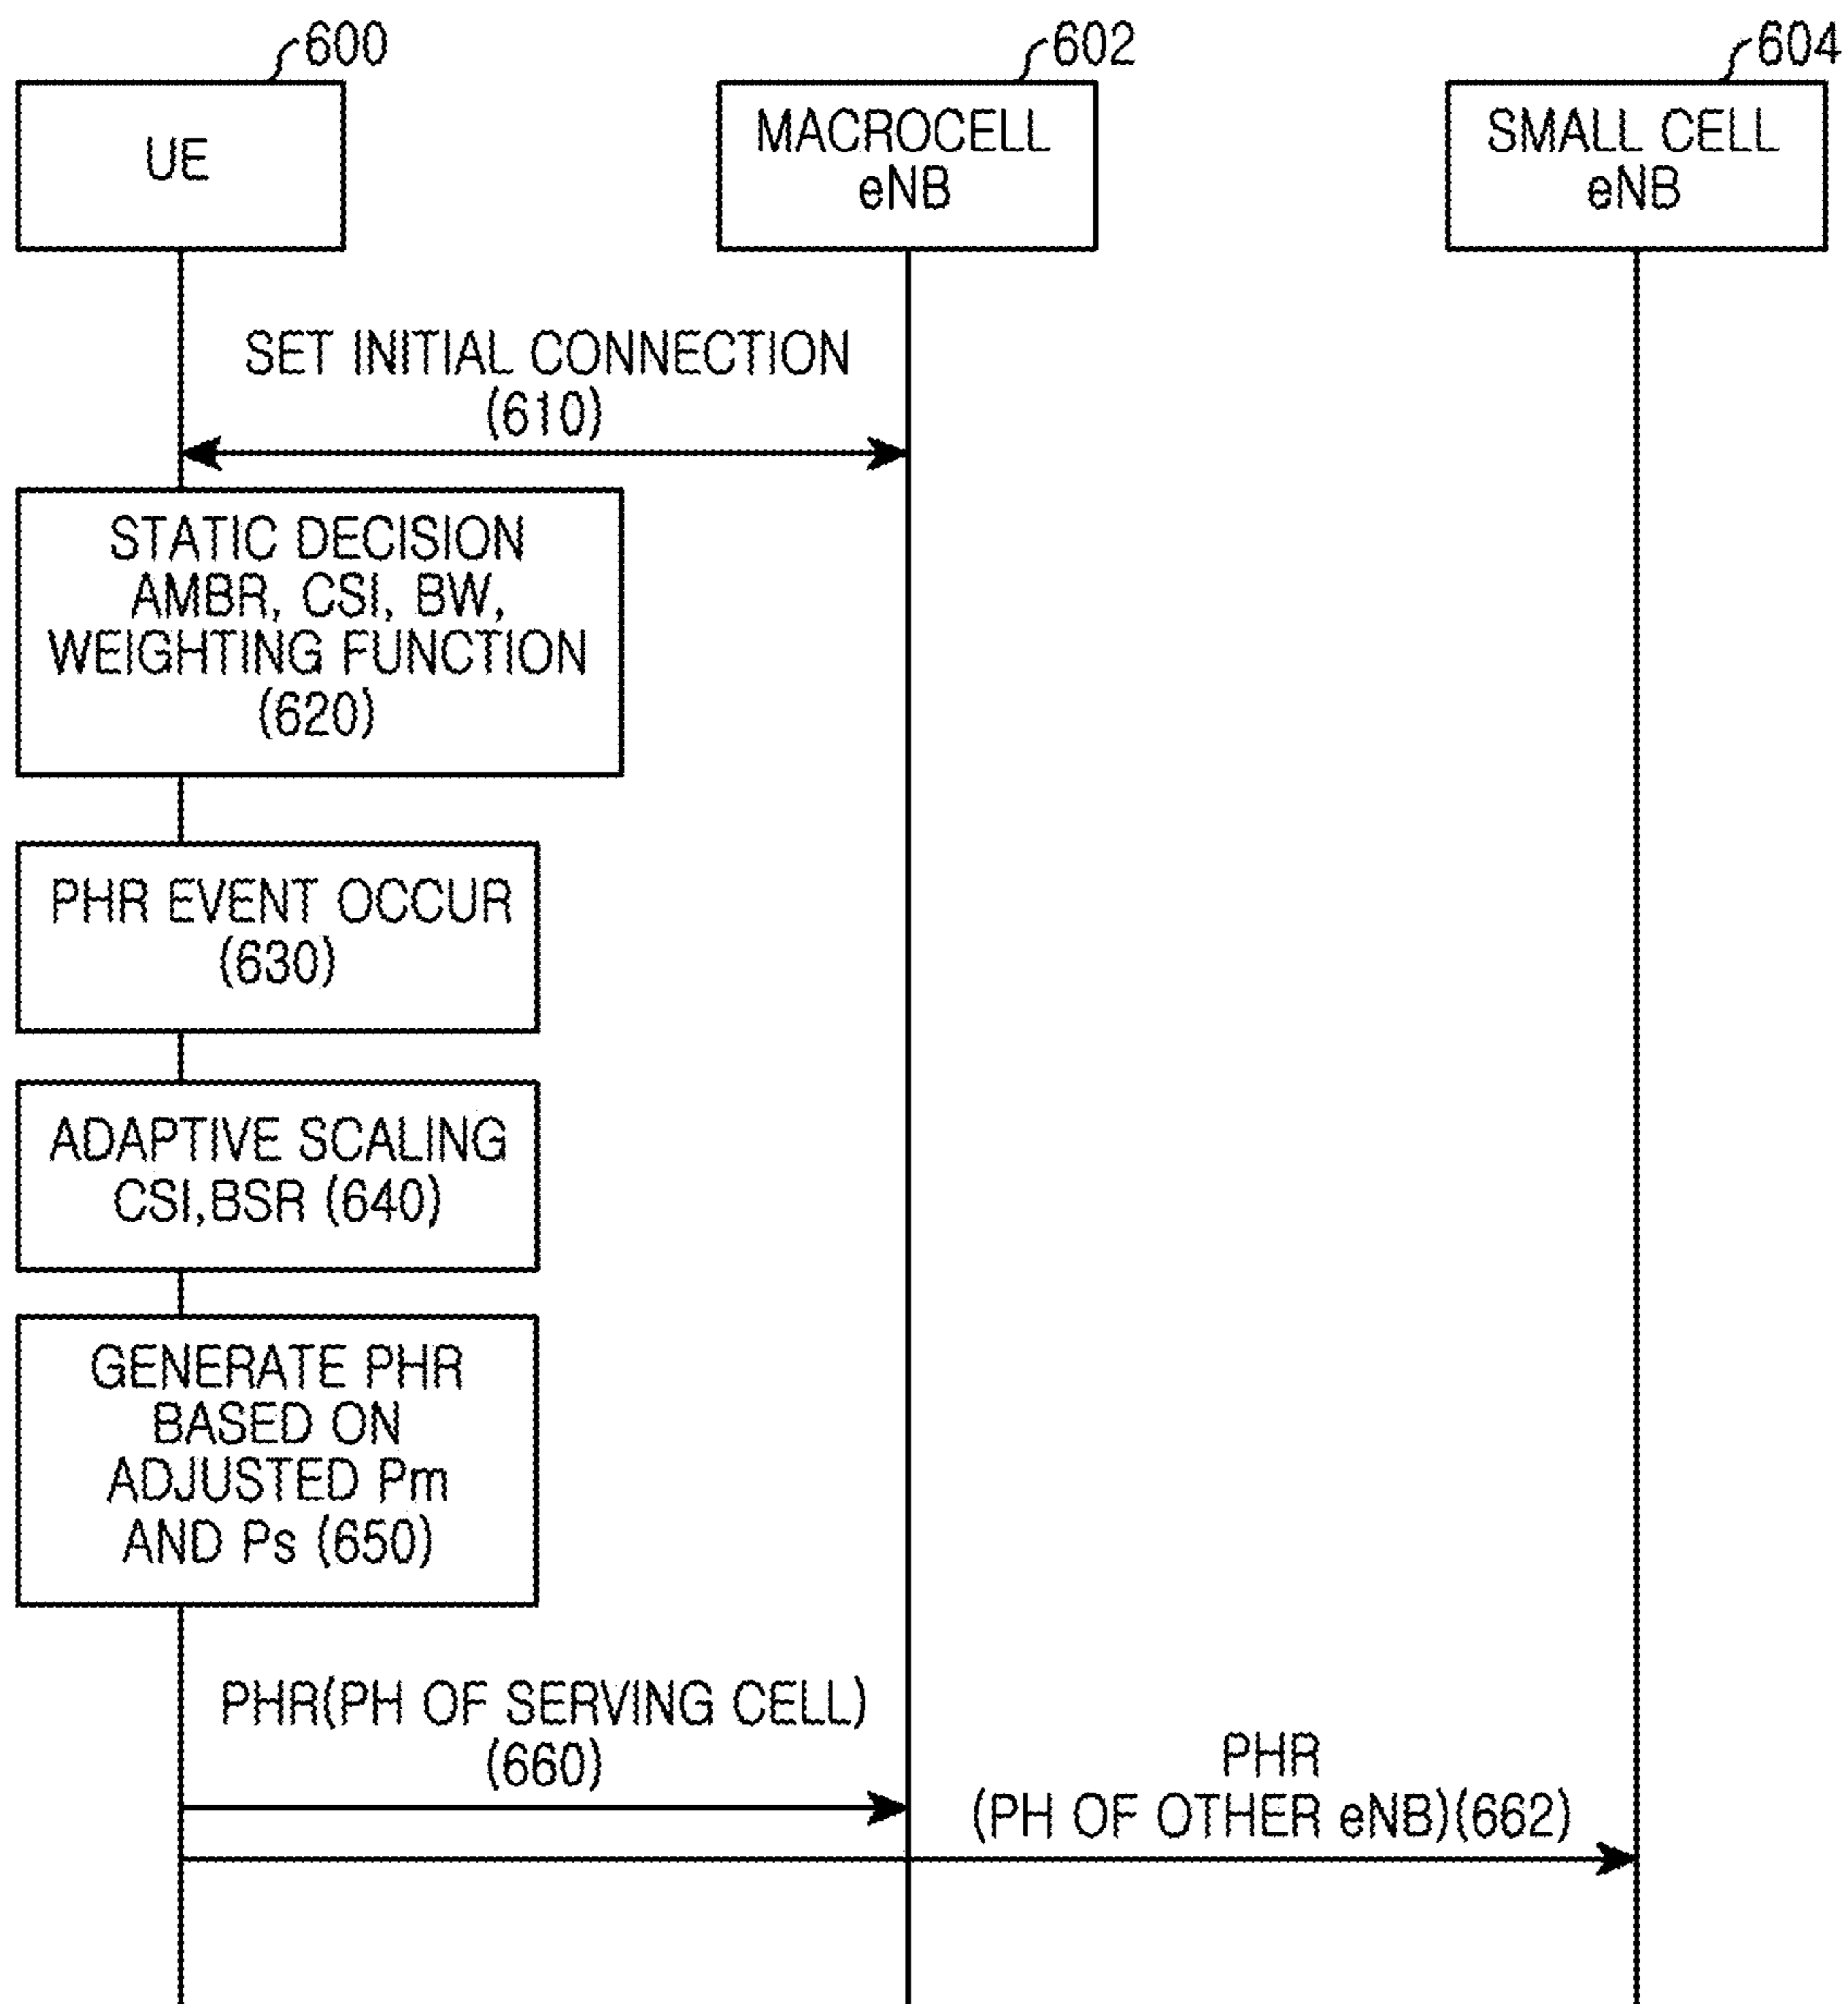 600
602
604
UE
MACROCELL
eNB
SMALL CELL
eNB
SET INITIAL CONNECTION
(610)
STATIC DECISION
AMBR, CSI, BW,
WEIGHTING FUNCTION
(620)
PHR EVENT OCCUR
(630)
ADAPTIVE SCALING
CSI,BSR (640)
GENERATE PHR
BASED ON
ADJUSTED Pm
AND Ps (650)
PHR(PH OF SERVING CELL)
(660)
PHR
(PH OF OTHER eNB)(662)